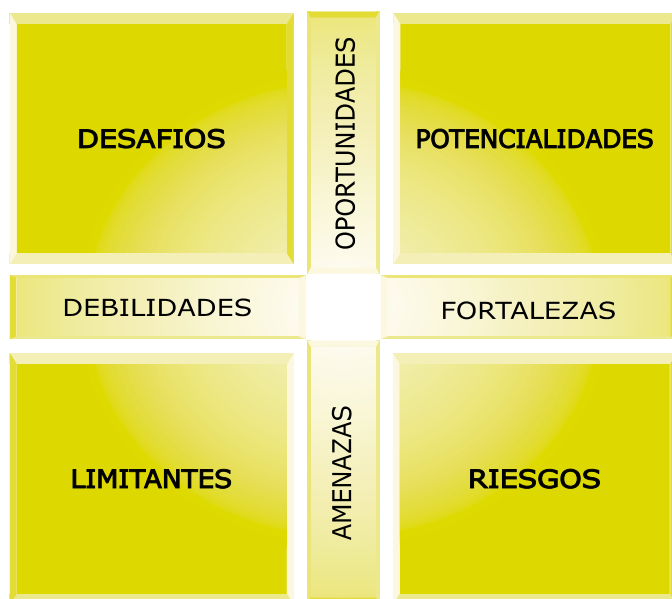 DESAFIOS
OPORTUNIDADES
POTENCIALIDADES
DEBILIDADES
FORTALEZAS
LIMITANTES
AMENAZAS
RIESGOS